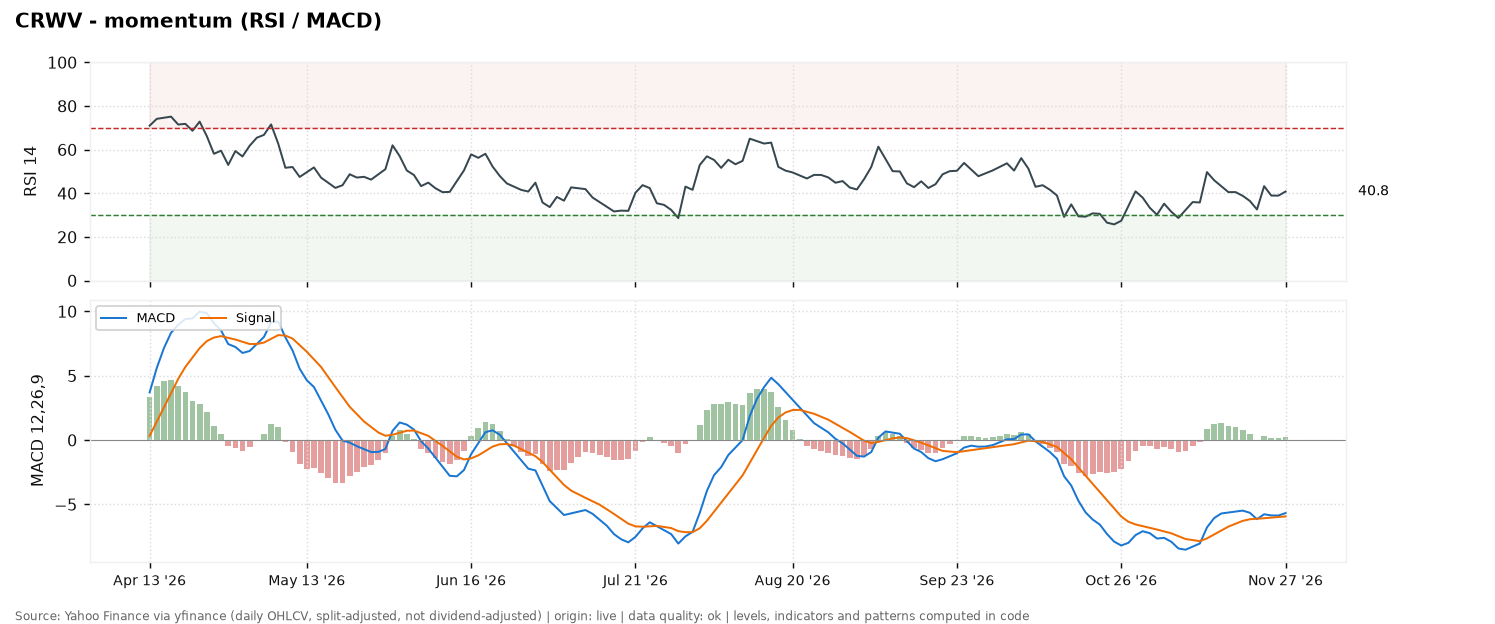 CRWV - momentum (RSI / MACD)
100
80
60
40
20
0
RSI 14
40.8
MACD
Signal
10
5
0
−5
MACD 12,26,9
Apr 13 '26
May 13 '26
Jun 16 '26
Jul 21 '26
Aug 20 '26
Sep 23 '26
Oct 26 '26
Nov 27 '26
Source: Yahoo Finance via yfinance (daily OHLCV, split-adjusted, not dividend-adjusted) | origin: live | data quality: ok | levels, indicators and patterns computed in code